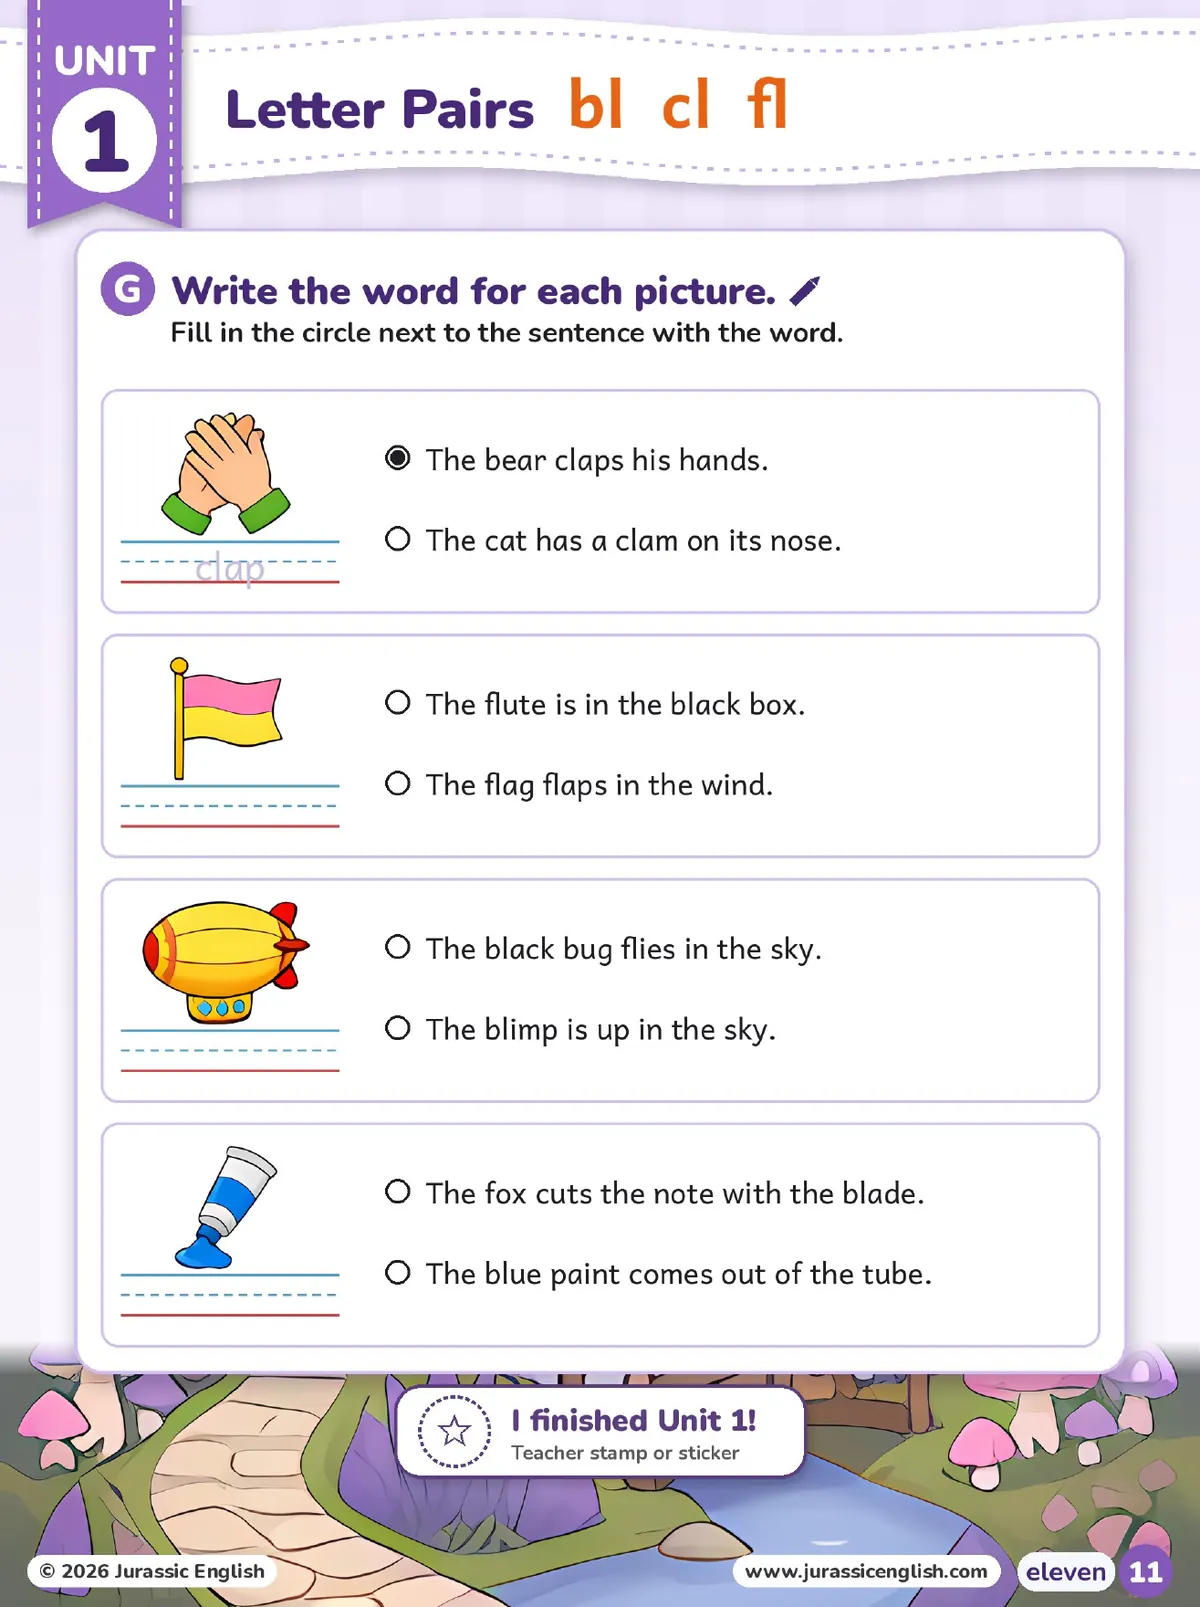 UNIT
1
Letter Pairs bl cl fl
G Write the word for each picture.
Fill in the circle next to the sentence with the word.
The bear claps his hands.
The cat has a clam on its nose.
clap
The flute is in the black box.
The flag flaps in the wind.
The black bug flies in the sky.
The blimp is up in the sky.
The fox cuts the note with the blade.
The blue paint comes out of the tube.
I finished Unit 1!
Teacher stamp or sticker
© 2026 Jurassic English
www.jurassicenglish.com
eleven 11